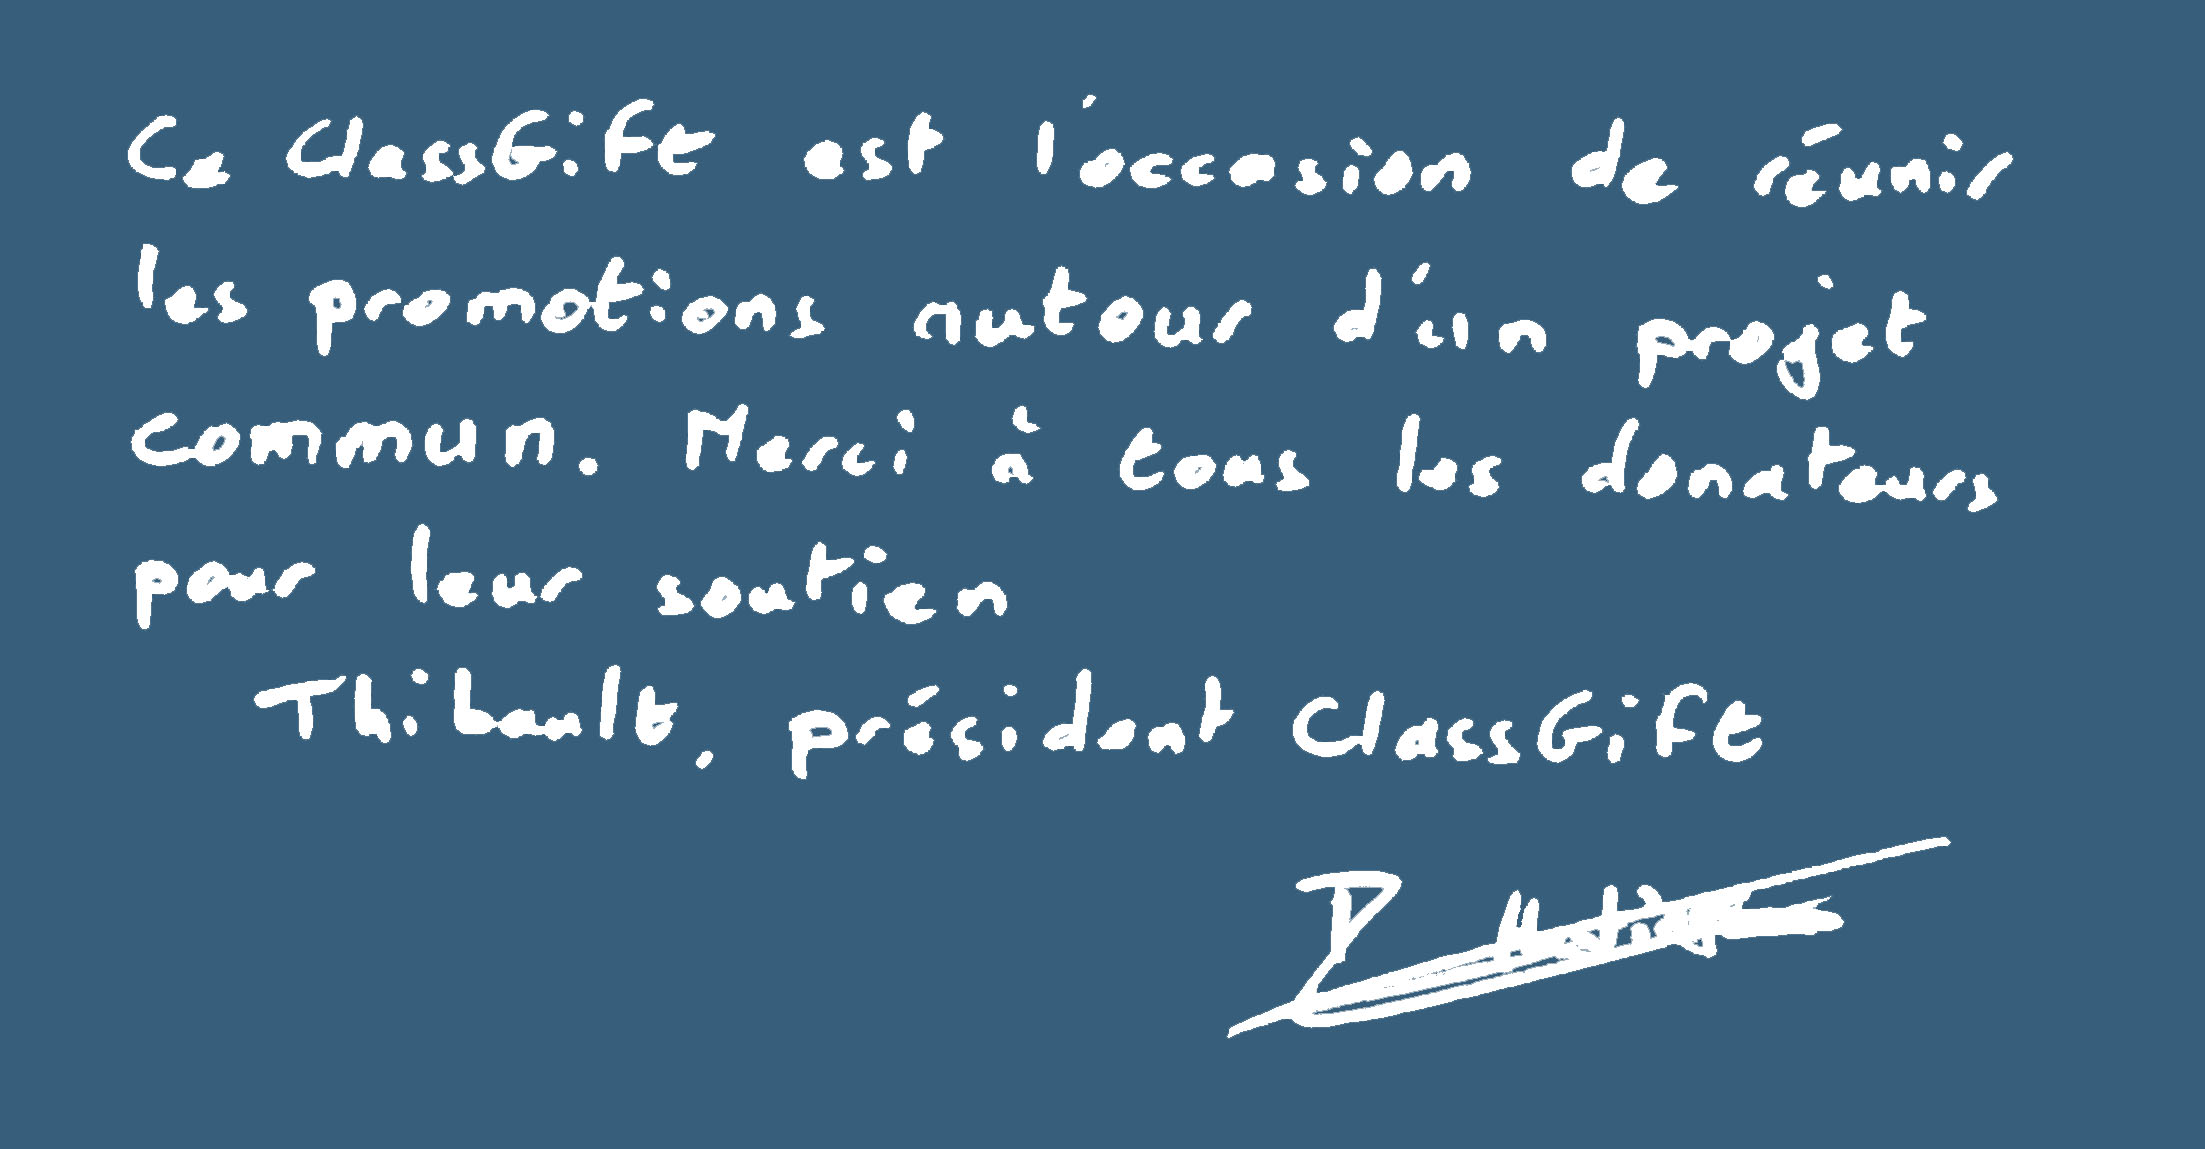 Ce ClassGift est l'occasion de réunir
les promotions autour d'un projet
commun. Merci à tous les donateurs
pour leur soutien
Thibault, président ClassGift